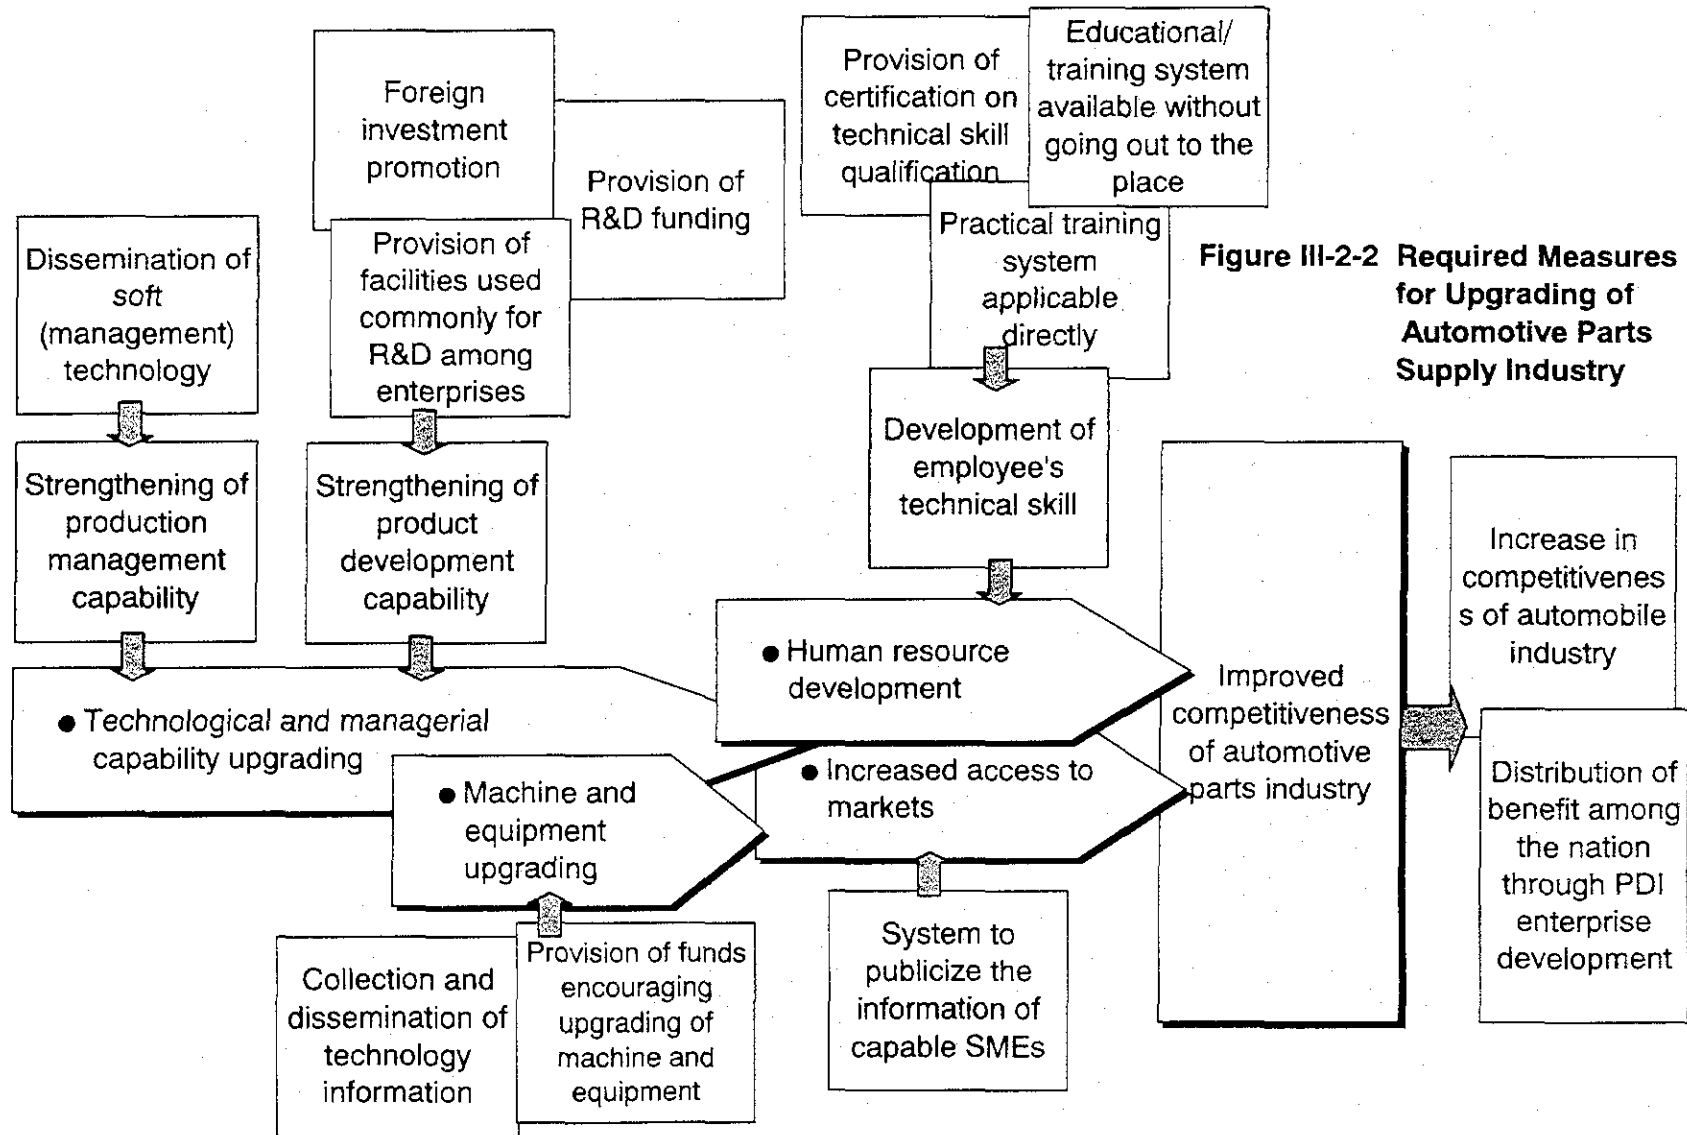 Foreign
investment
promotion
Provision of
R&D funding
Provision of
certification on
technical skill
qualification
Educational/
training system
available without
going out to the
place
Practical training
system
applicable
directly
Figure III-2-2 Required Measures
for Upgrading of
Automotive Parts
Supply Industry
Dissemination of
soft
(management)
technology
Provision of
facilities used
commonly for
R&D among
enterprises
Strengthening of
production
management
capability
Strengthening of
product
development
capability
Development of
employee's
technical skill
● Human resource
development
● Technological and managerial
capability upgrading
● Machine and
equipment
upgrading
● Increased access to
markets
Improved
competitiveness
of automotive
parts industry
Increase in
competitivenes
s of automobile
industry
Distribution of
benefit among
the nation
through PDI
enterprise
development
Collection and
dissemination of
technology
information
Provision of funds
encouraging
upgrading of
machine and
equipment
System to
publicize the
information of
capable SMEs